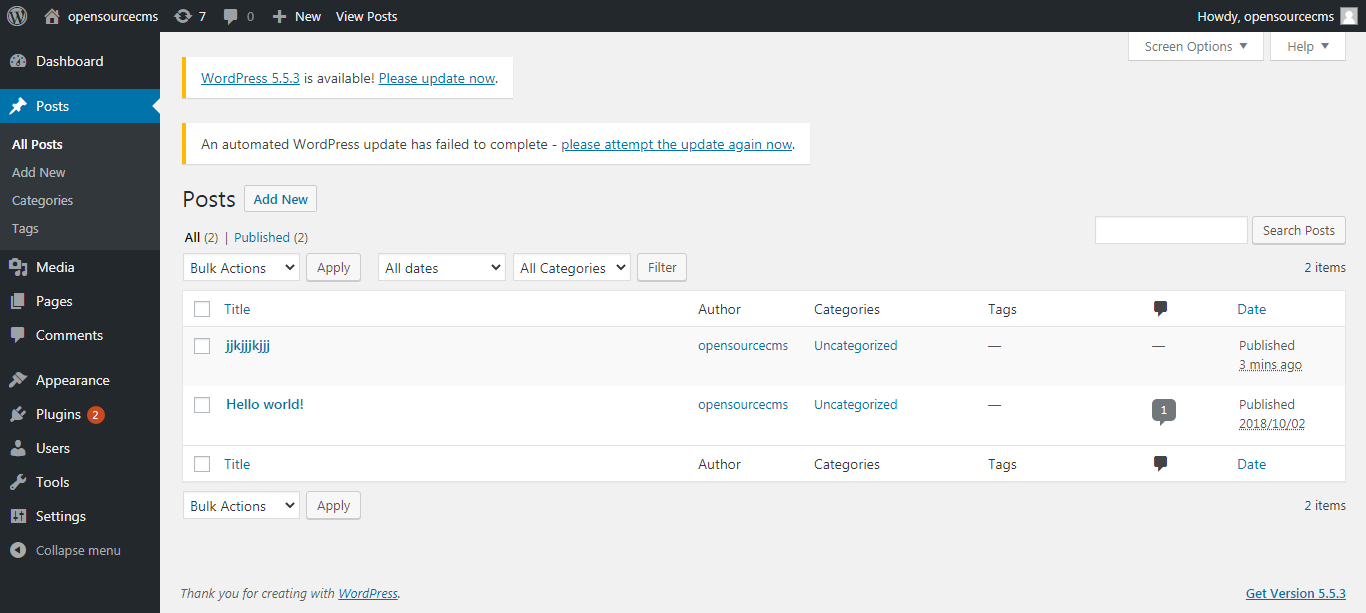 opensourcecms 7 0 New View Posts Howdy, opensourcecms
Screen Options Help
Dashboard
Posts
All Posts
Add New
Categories
Tags
Media
Pages
Comments
Appearance
Plugins 2
Users
Tools
Settings
Collapse menu
WordPress 5.5.3 is available! Please update now.
An automated WordPress update has failed to complete - please attempt the update again now.
Posts Add New
All (2) | Published (2)
Search Posts
Bulk Actions Apply All dates All Categories Filter 2 items
Title Author Categories Tags Date
jjkjjjkjjj opensourcecms Uncategorized — — Published
3 mins ago
Hello world! opensourcecms Uncategorized — 1 Published
2018/10/02
Title Author Categories Tags Date
Bulk Actions Apply 2 items
Thank you for creating with WordPress. Get Version 5.5.3